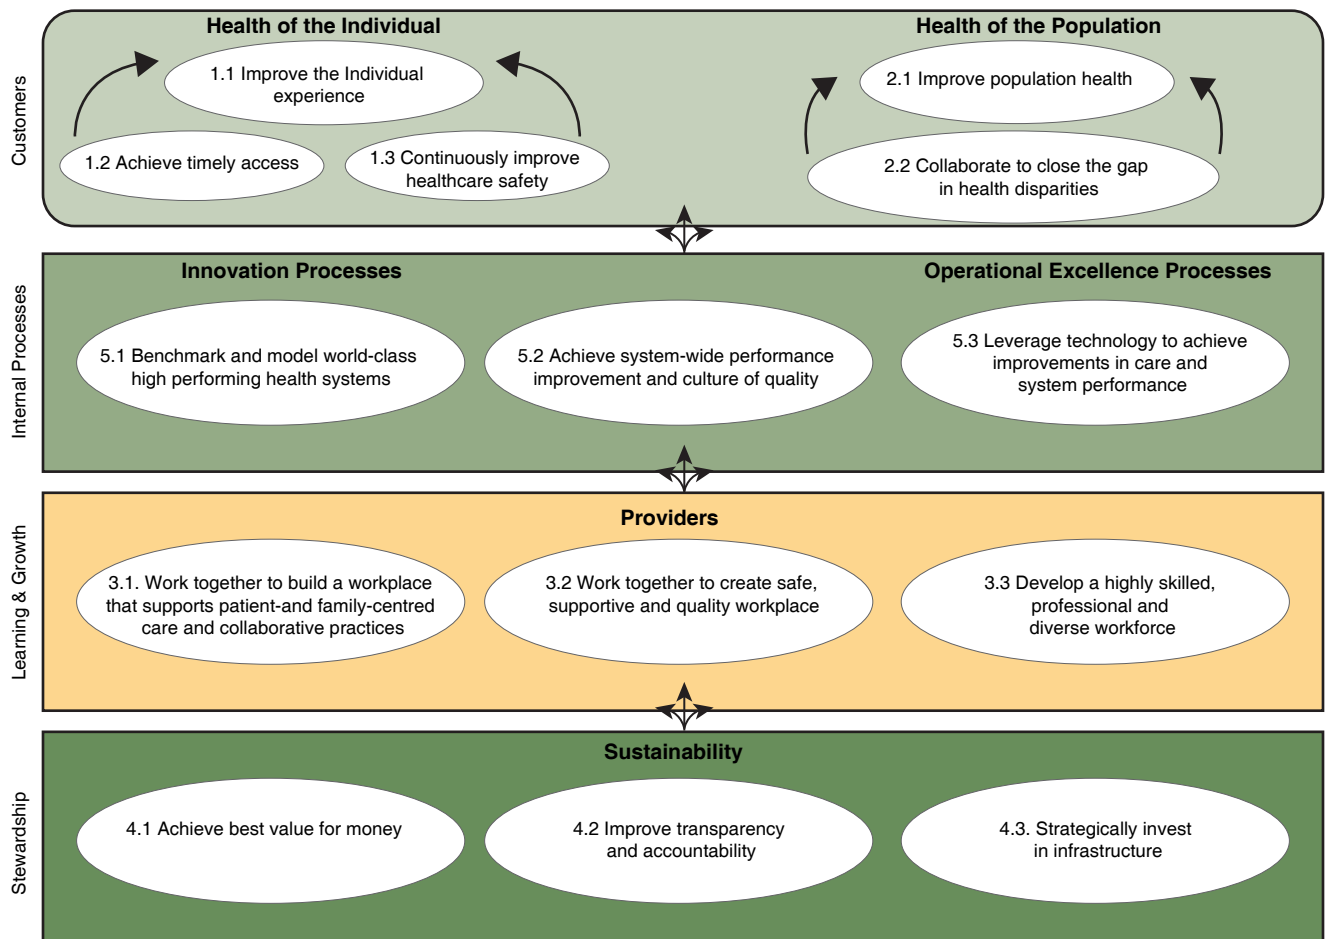 Customers
Health of the Individual
1.1 Improve the Individual
experience
1.2 Achieve timely access
1.3 Continuously improve
healthcare safety
Health of the Population
2.1 Improve population health
2.2 Collaborate to close the gap
in health disparities
Internal Processes
Innovation Processes
Operational Excellence Processes
5.1 Benchmark and model world-class
high performing health systems
5.2 Achieve system-wide performance
improvement and culture of quality
5.3 Leverage technology to achieve
improvements in care and
system performance
Learning & Growth
Providers
3.1. Work together to build a workplace
that supports patient-and family-centred
care and collaborative practices
3.2 Work together to create safe,
supportive and quality workplace
3.3 Develop a highly skilled,
professional and
diverse workforce
Stewardship
Sustainability
4.1 Achieve best value for money
4.2 Improve transparency
and accountability
4.3. Strategically invest
in infrastructure